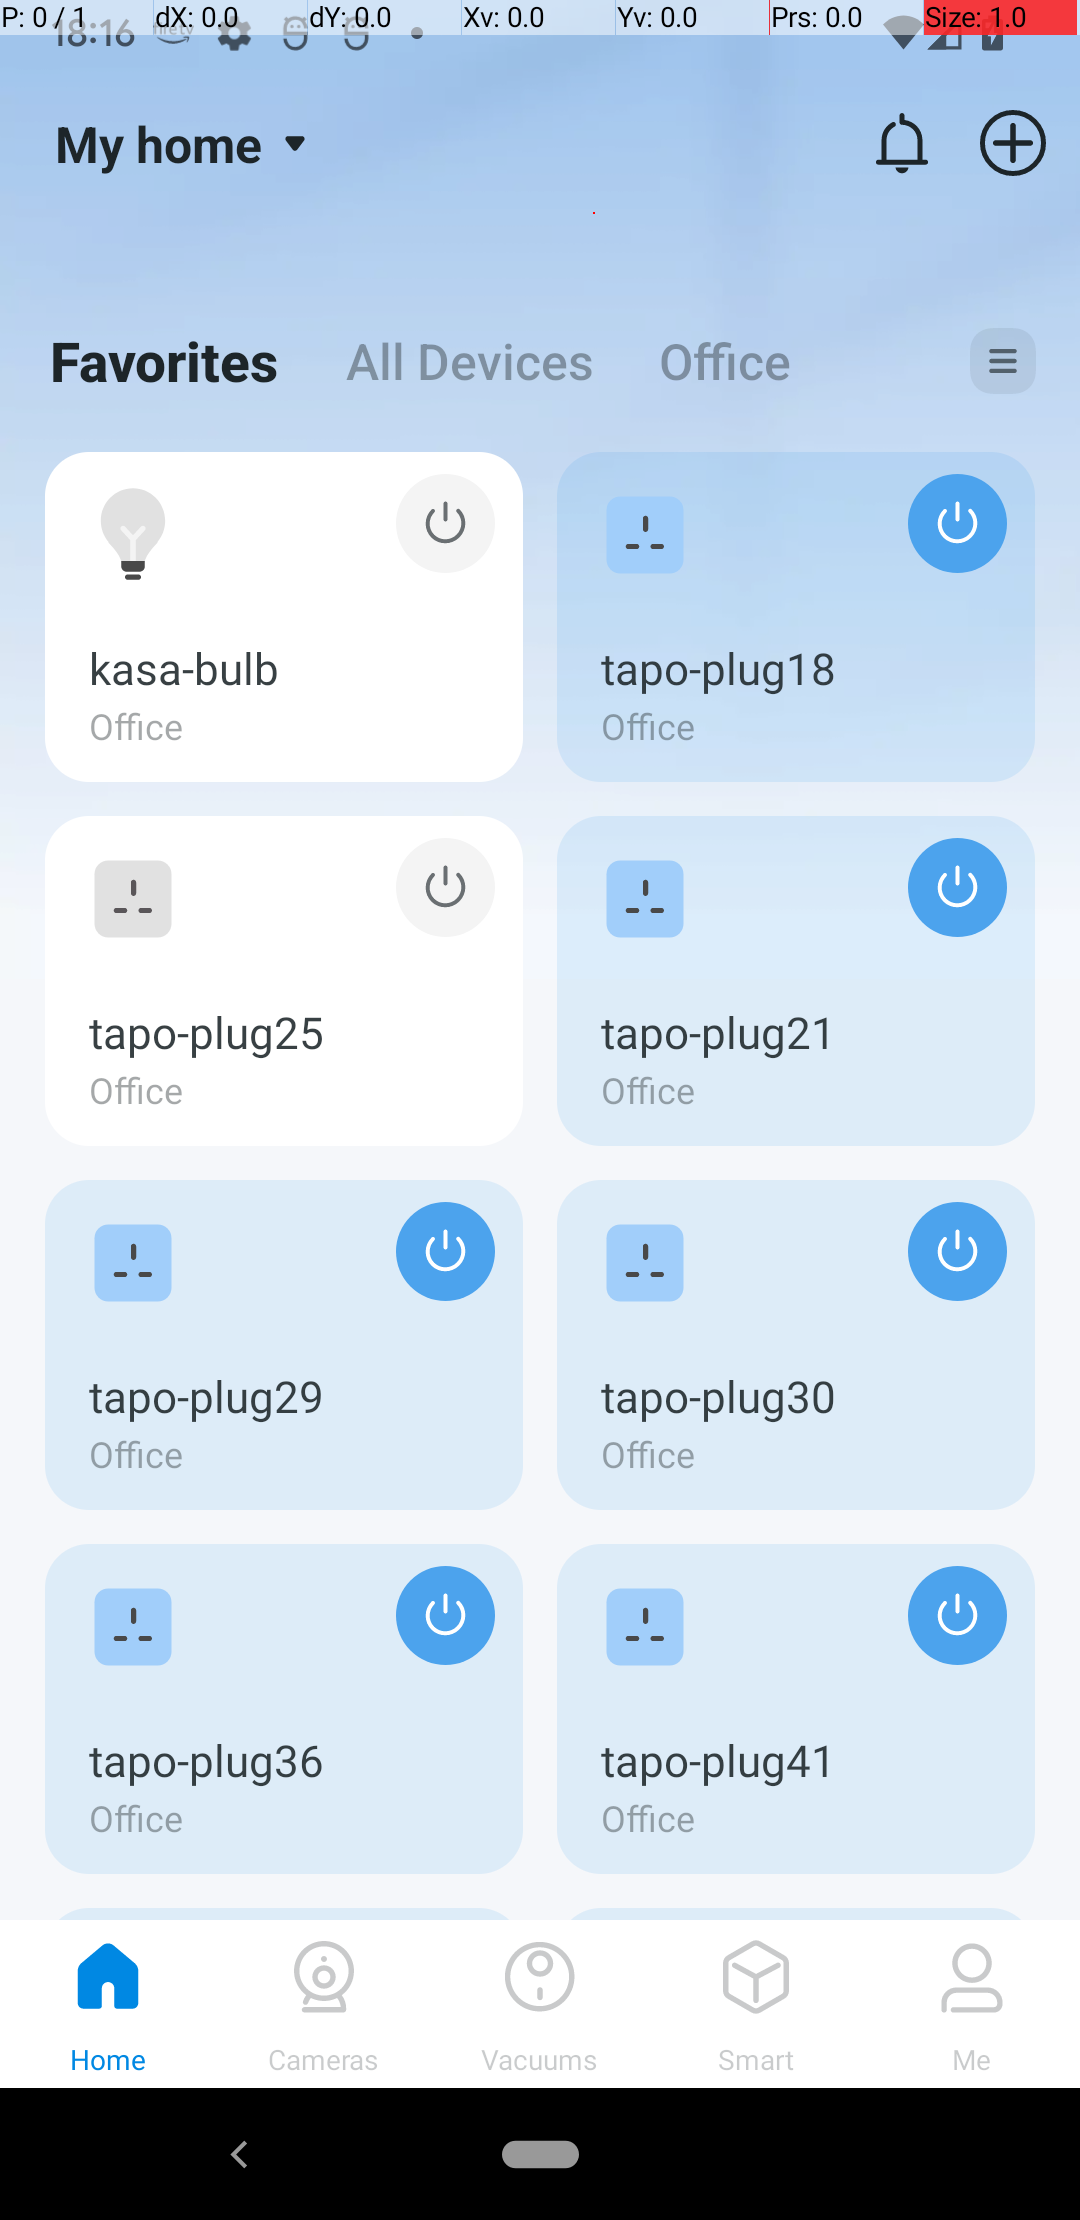 P: 0 / 1 dX: 0.0 dY: 0.0 Xv: 0.0 Yv: 0.0 Prs: 0.0 Size: 1.0
18:16
My home
Favorites All Devices Office
kasa-bulb
Office
tapo-plug18
Office
tapo-plug25
Office
tapo-plug21
Office
tapo-plug29
Office
tapo-plug30
Office
tapo-plug36
Office
tapo-plug41
Office
Home Cameras Vacuums Smart Me